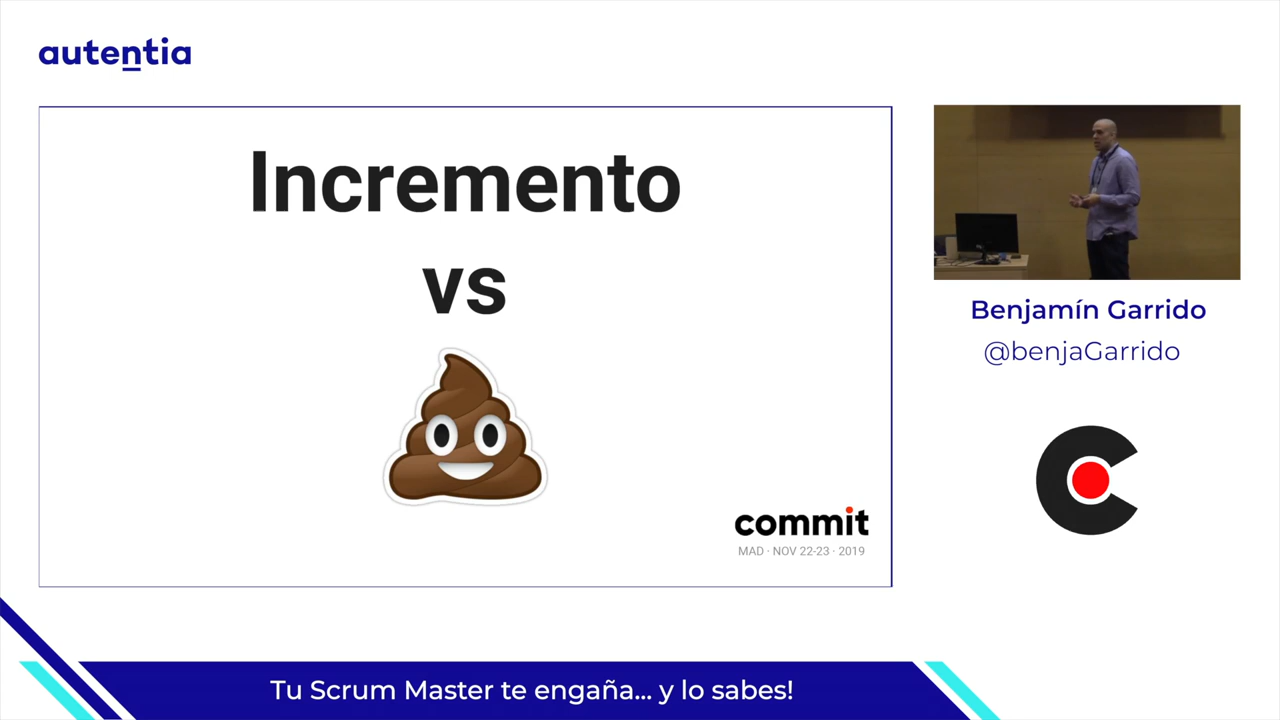 autentia
Incremento
vs
commit
MAD · NOV 22-23 · 2019
Benjamín Garrido
@benjaGarrido
Tu Scrum Master te engaña... y lo sabes!